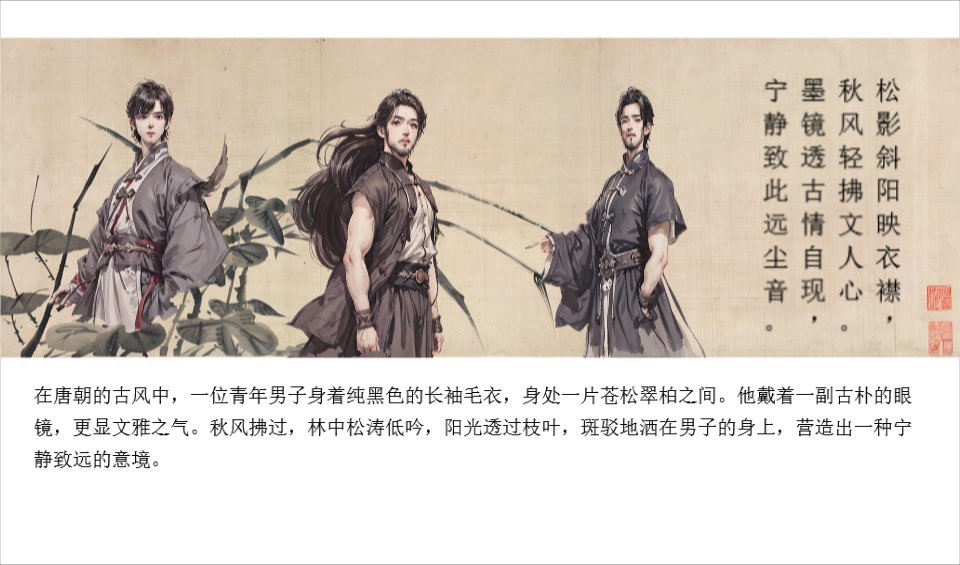 松影斜阳映衣襟，
秋风轻拂文人心。
墨镜透古情自现，
宁静致此远尘音。
在唐朝的古风中，一位青年男子身着纯黑色的长袖毛衣，身处一片苍松翠柏之间。他戴着一副古朴的眼
镜，更显文雅之气。秋风拂过，林中松涛低吟，阳光透过枝叶，斑驳地洒在男子的身上，营造出一种宁
静致远的意境。